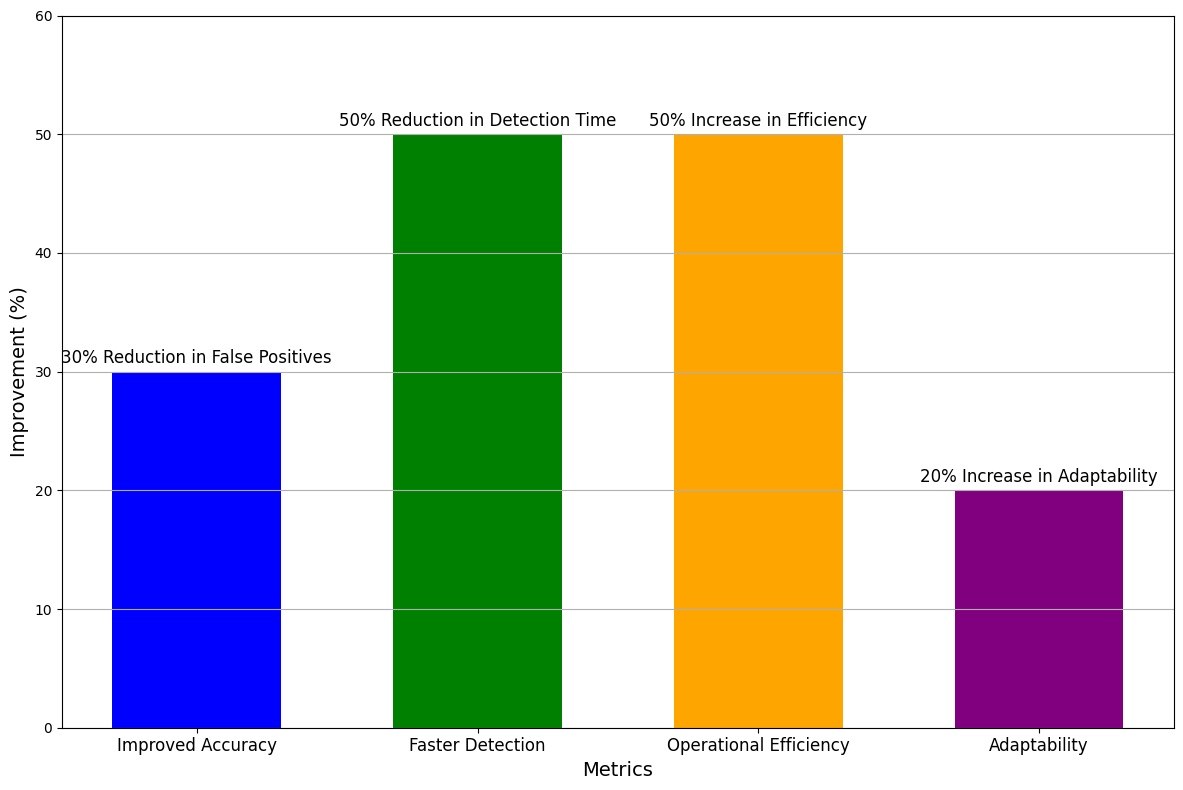 60
50% Reduction in Detection Time
50% Increase in Efficiency
50
40
Improvement (%)
30% Reduction in False Positives
30
20% Increase in Adaptability
20
10
0
Improved Accuracy
Faster Detection
Operational Efficiency
Adaptability
Metrics